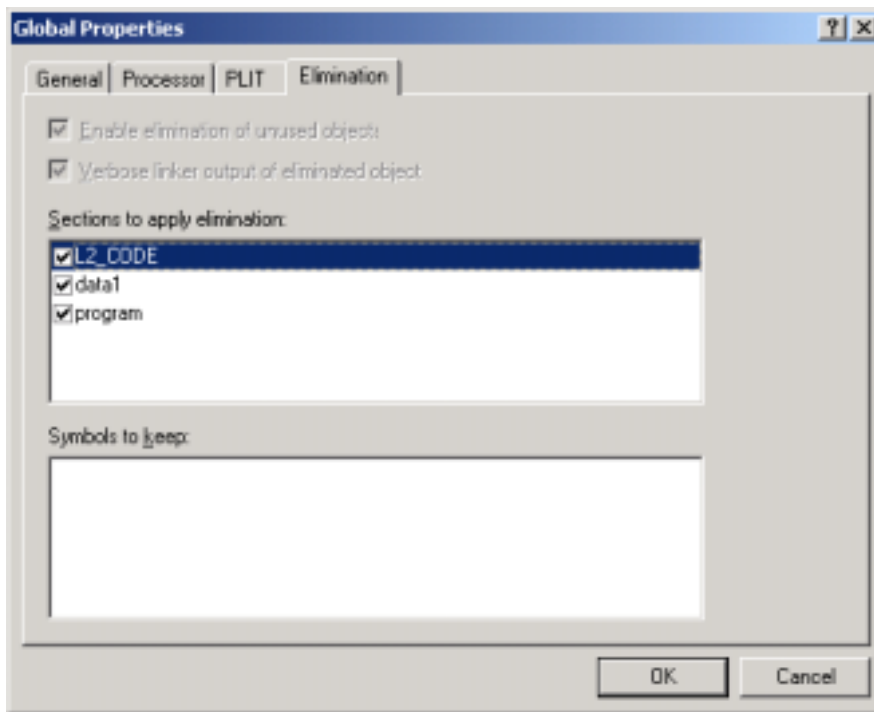 Global Properties
General Processor PLIT Elimination
Enable elimination of unused objects
Verbose linker output of eliminated object
Sections to apply elimination:
L2_CODE
data1
program
Symbols to keep:
OK Cancel